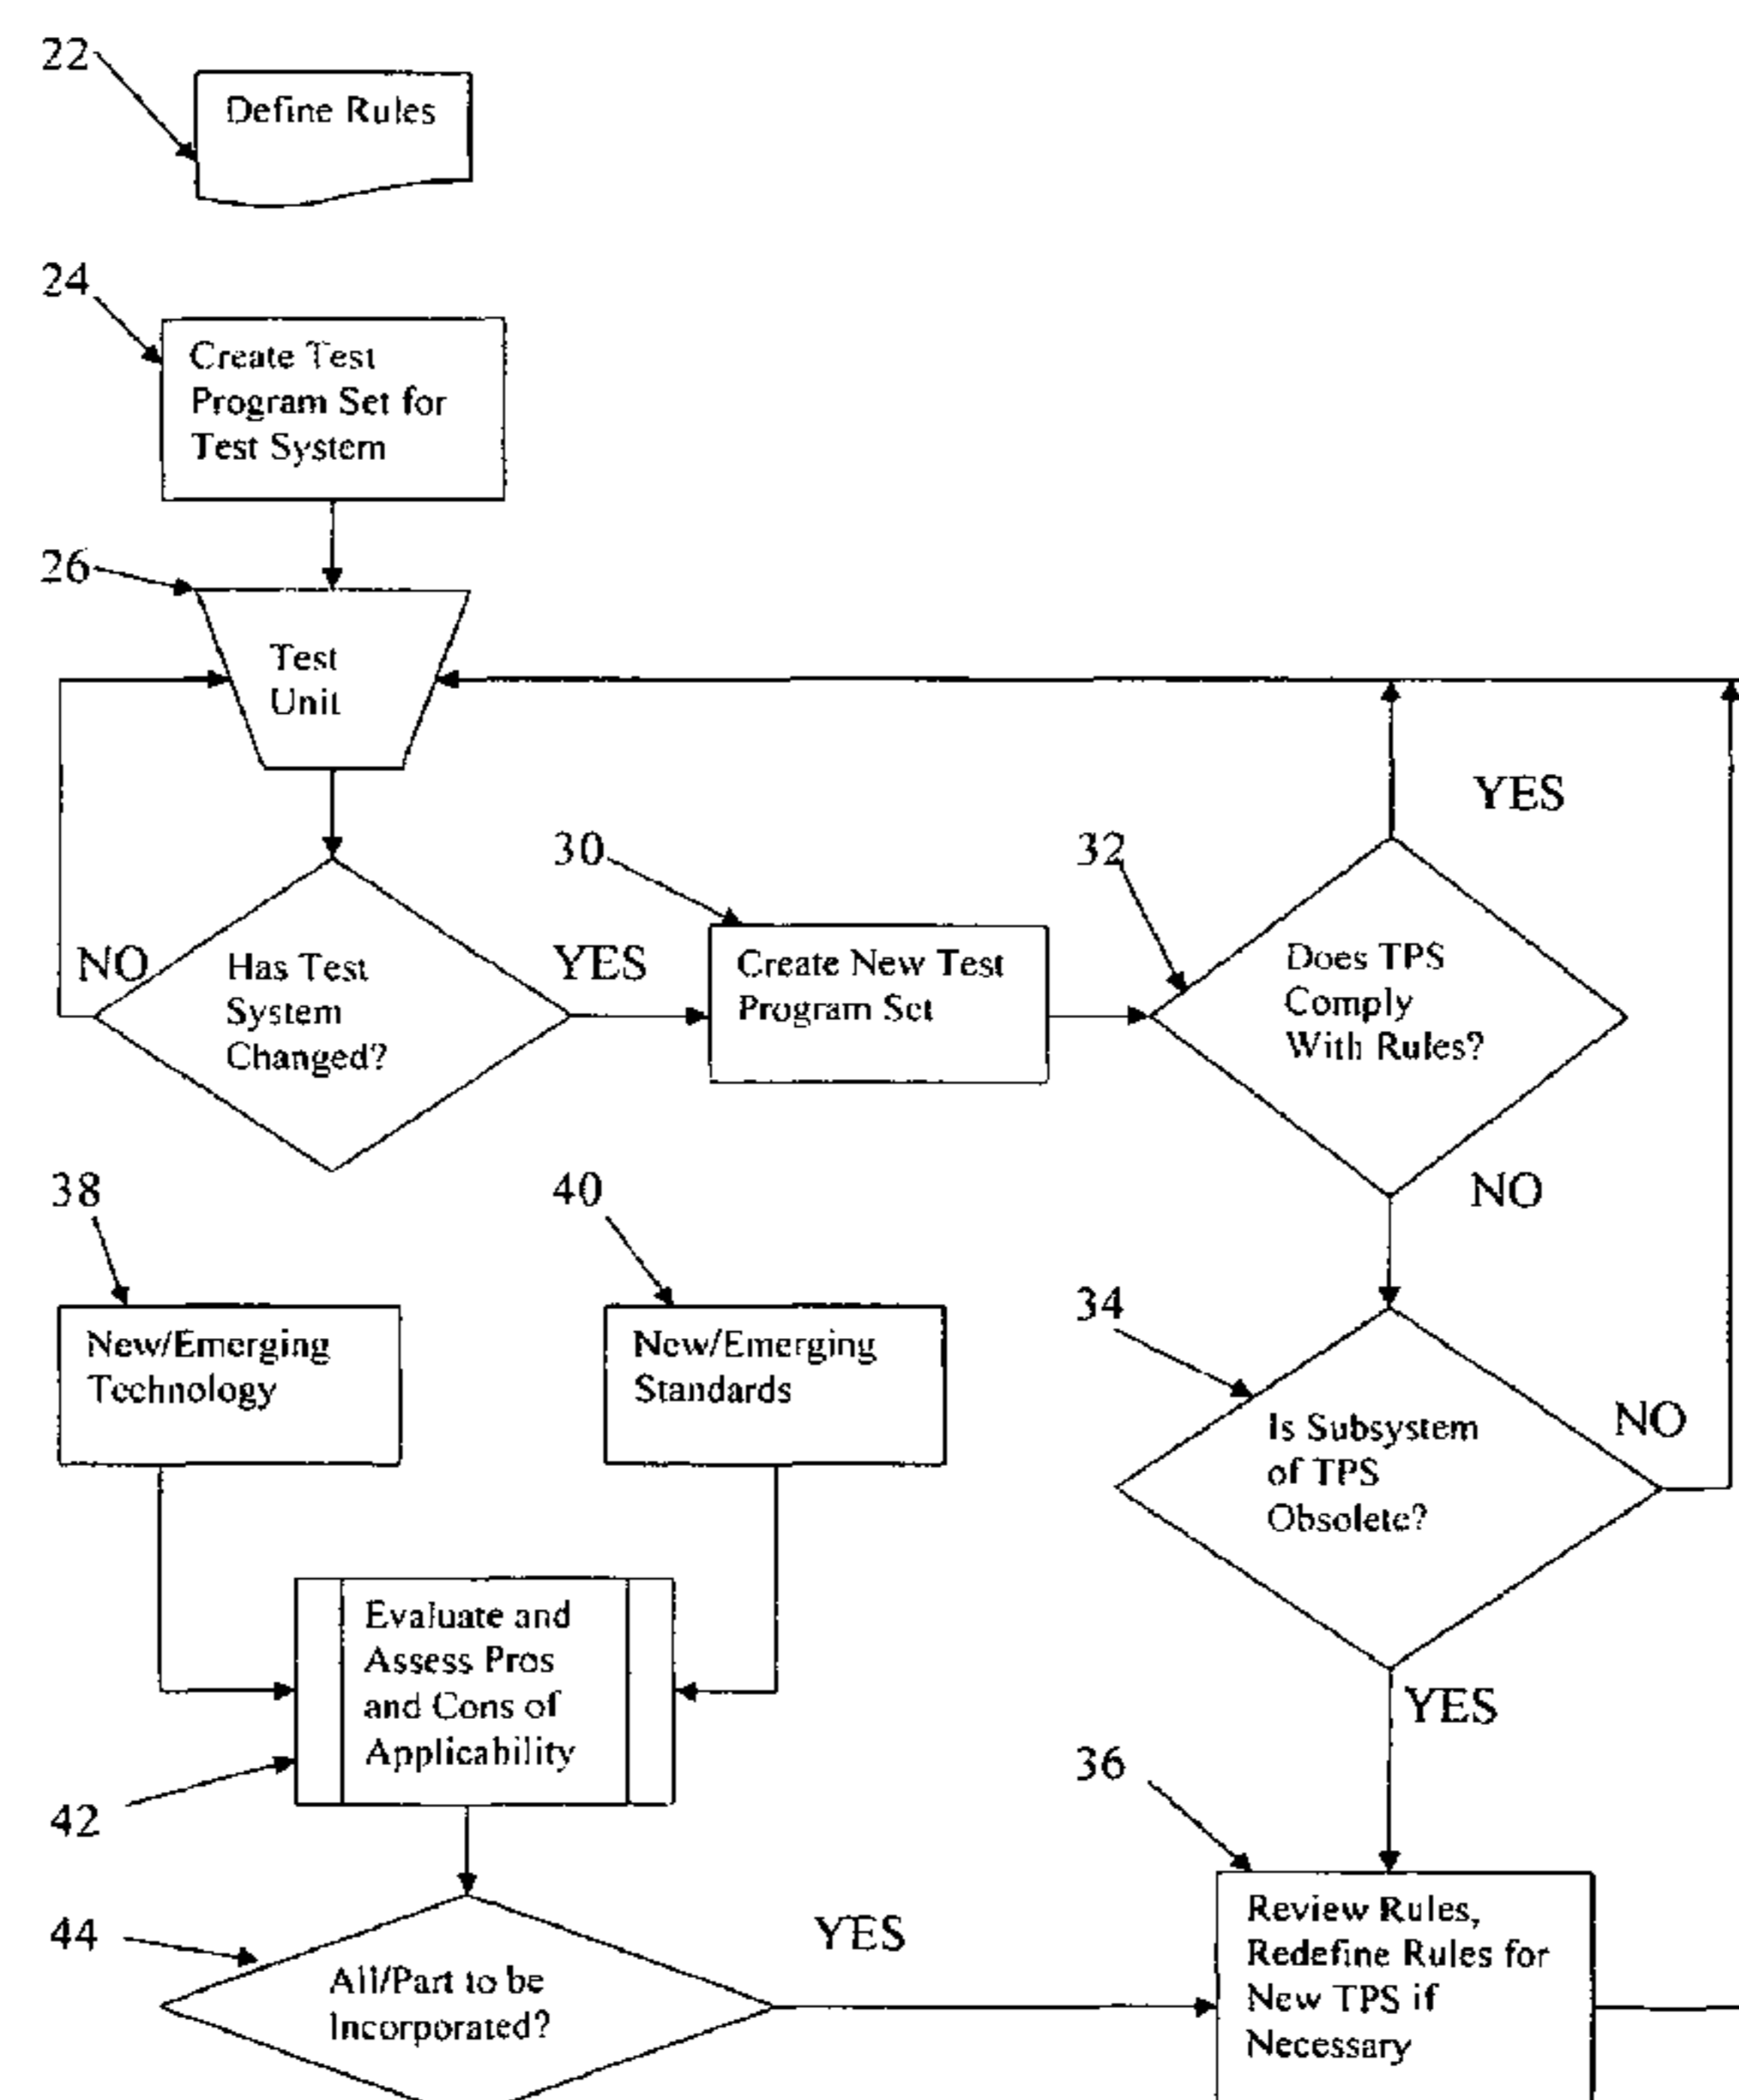 22
Define Rules
24
Create Test
Program Set for
Test System
26
Test
Unit
YES
30
32
NO
Has Test
System
Changed?
YES
Create New Test
Program Set
Does TPS
Comply
With Rules?
38
40
NO
34
New/Emerging
Technology
New/Emerging
Standards
Is Subsystem
of TPS
Obsolete?
NO
Evaluate and
Assess Pros
and Cons of
Applicability
YES
36
42
44
YES
All/Part to be
Incorporated?
Review Rules,
Redefine Rules for
New TPS if
Necessary